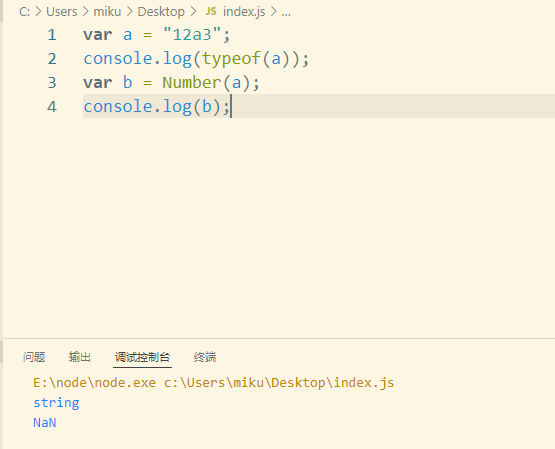 C: > Users > miku > Desktop > JS index.js > ...
1 var a = "12a3";
2 console.log(typeof(a));
3 var b = Number(a);
4 console.log(b);
问题 输出 调试控制台 终端
E:\node\node.exe c:\Users\miku\Desktop\index.js
string
NaN